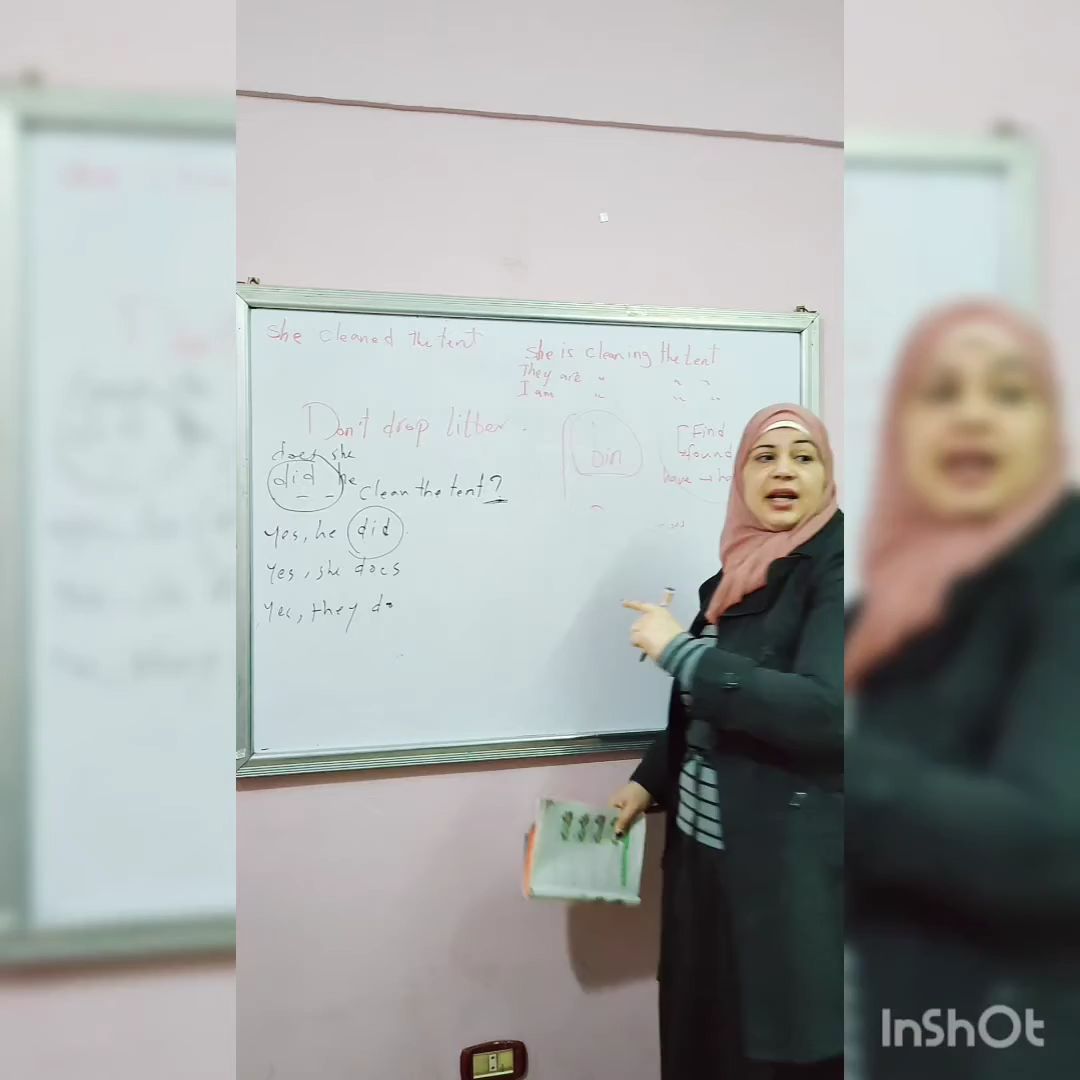 She cleaned the tent
She is cleaning the tent
They are " " "
I am " " "
Don't drop litter.
bin
Find
found
have →
does she
did he clean the tent?
yes, he did
Yes, she does
Yes, they do
InShOt